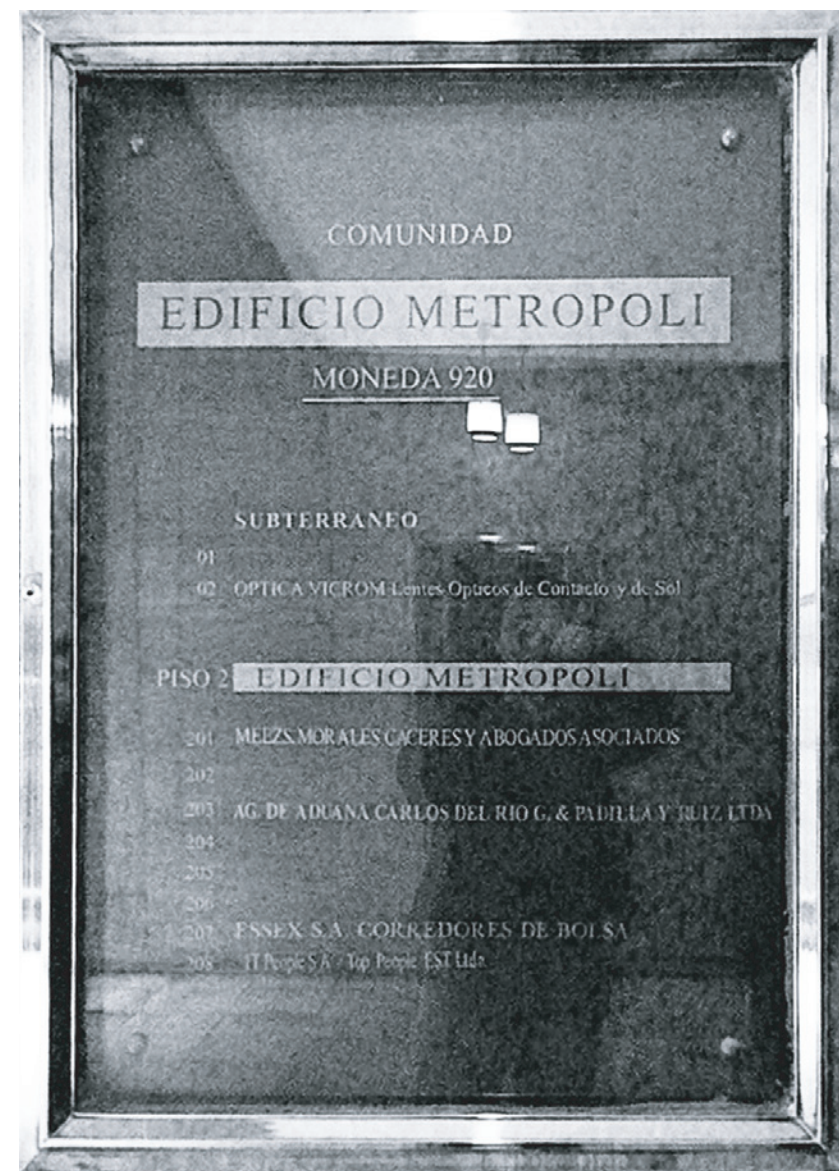 COMUNIDAD
EDIFICIO METROPOLI
MONEDA 920
SUBTERRANEO
01
02 OPTICA VICROM Lentes Opticos de Contacto y de Sol
PISO 2 EDIFICIO METROPOLI
201 MORALES CACERES Y ABOGADOS ASOCIADOS
202
203 AG. DE ADUANA CARLOS DEL RIO G. & PADILLA Y RUIZ LTDA
204
205
206
207 ESSEX S.A. CORREDORES DE BOLSA
208 IT People S.A. Top People EST Ltda.